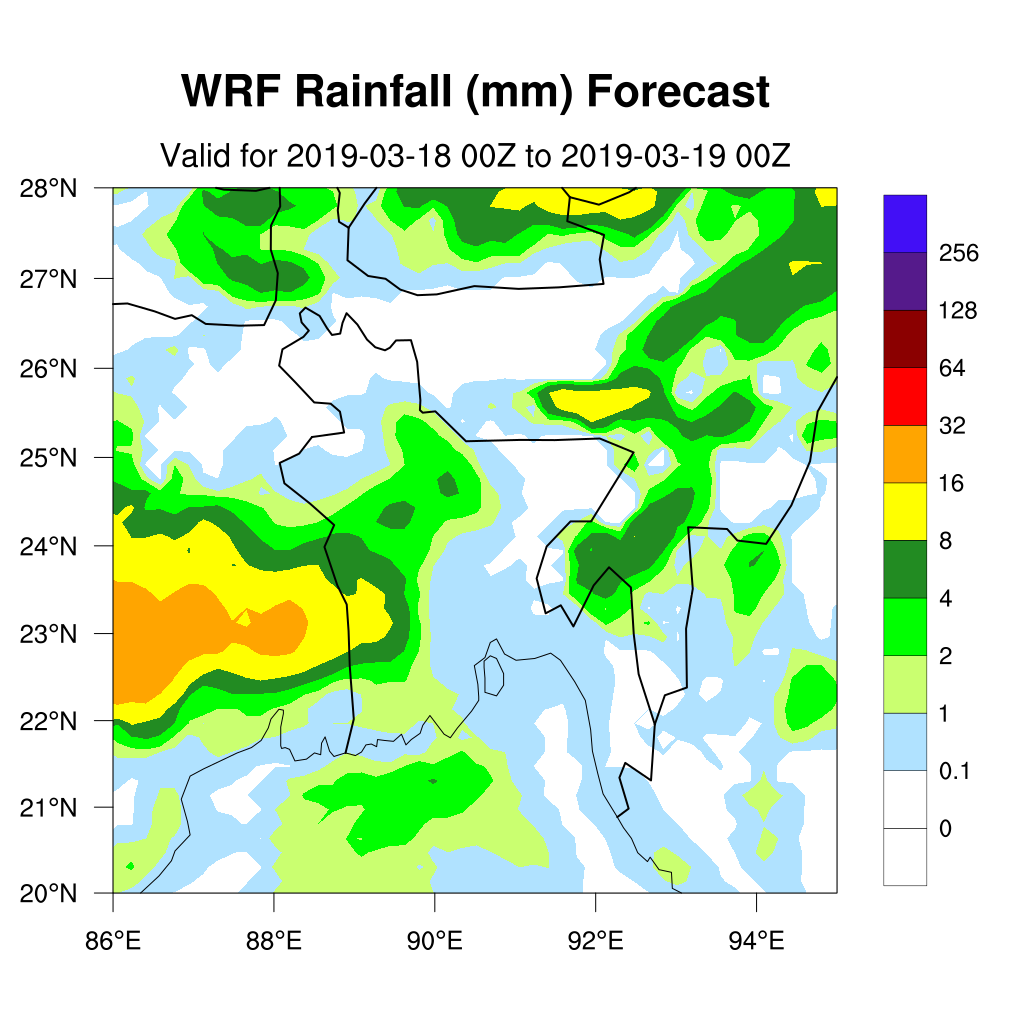 WRF Rainfall (mm) Forecast
Valid for 2019-03-18 00Z to 2019-03-19 00Z
28°N
27°N
26°N
25°N
24°N
23°N
22°N
21°N
20°N
86°E
88°E
90°E
92°E
94°E
256
128
64
32
16
8
4
2
1
0.1
0